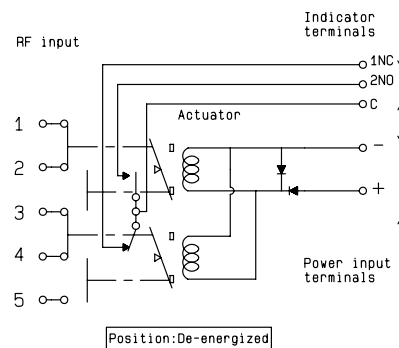 Indicator
terminals
RF input
1NC
2NO
C
Actuator
1
2
3
4
5
−
+
Power input
terminals
Position:De-energized